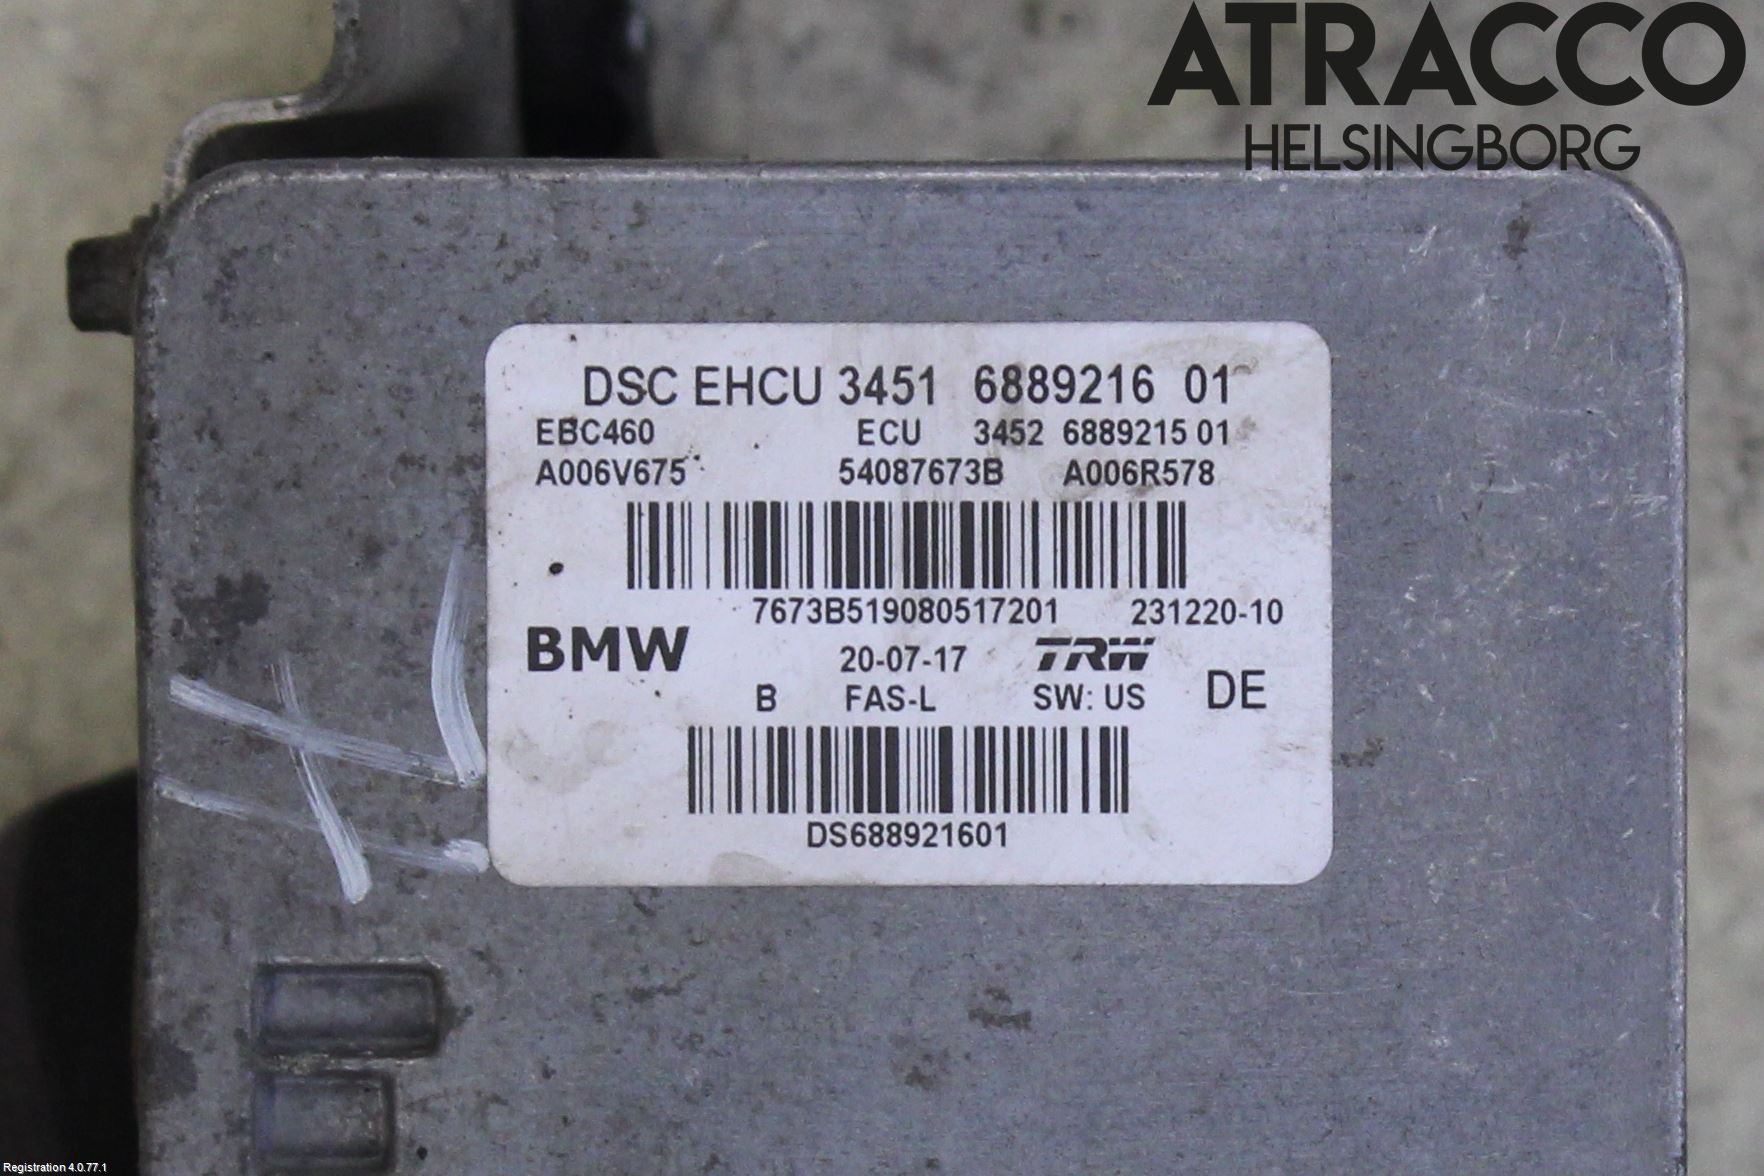 ATRACCO
HELSINGBORG
DSC EHCU 3451 6889216 01
EBC460 ECU 3452 6889215 01
A006V675 54087673B A006R578
7673B519080517201 231220-10
BMW 20-07-17 TRW
B FAS-L SW: US DE
DS688921601
Registration 4.0.77.1